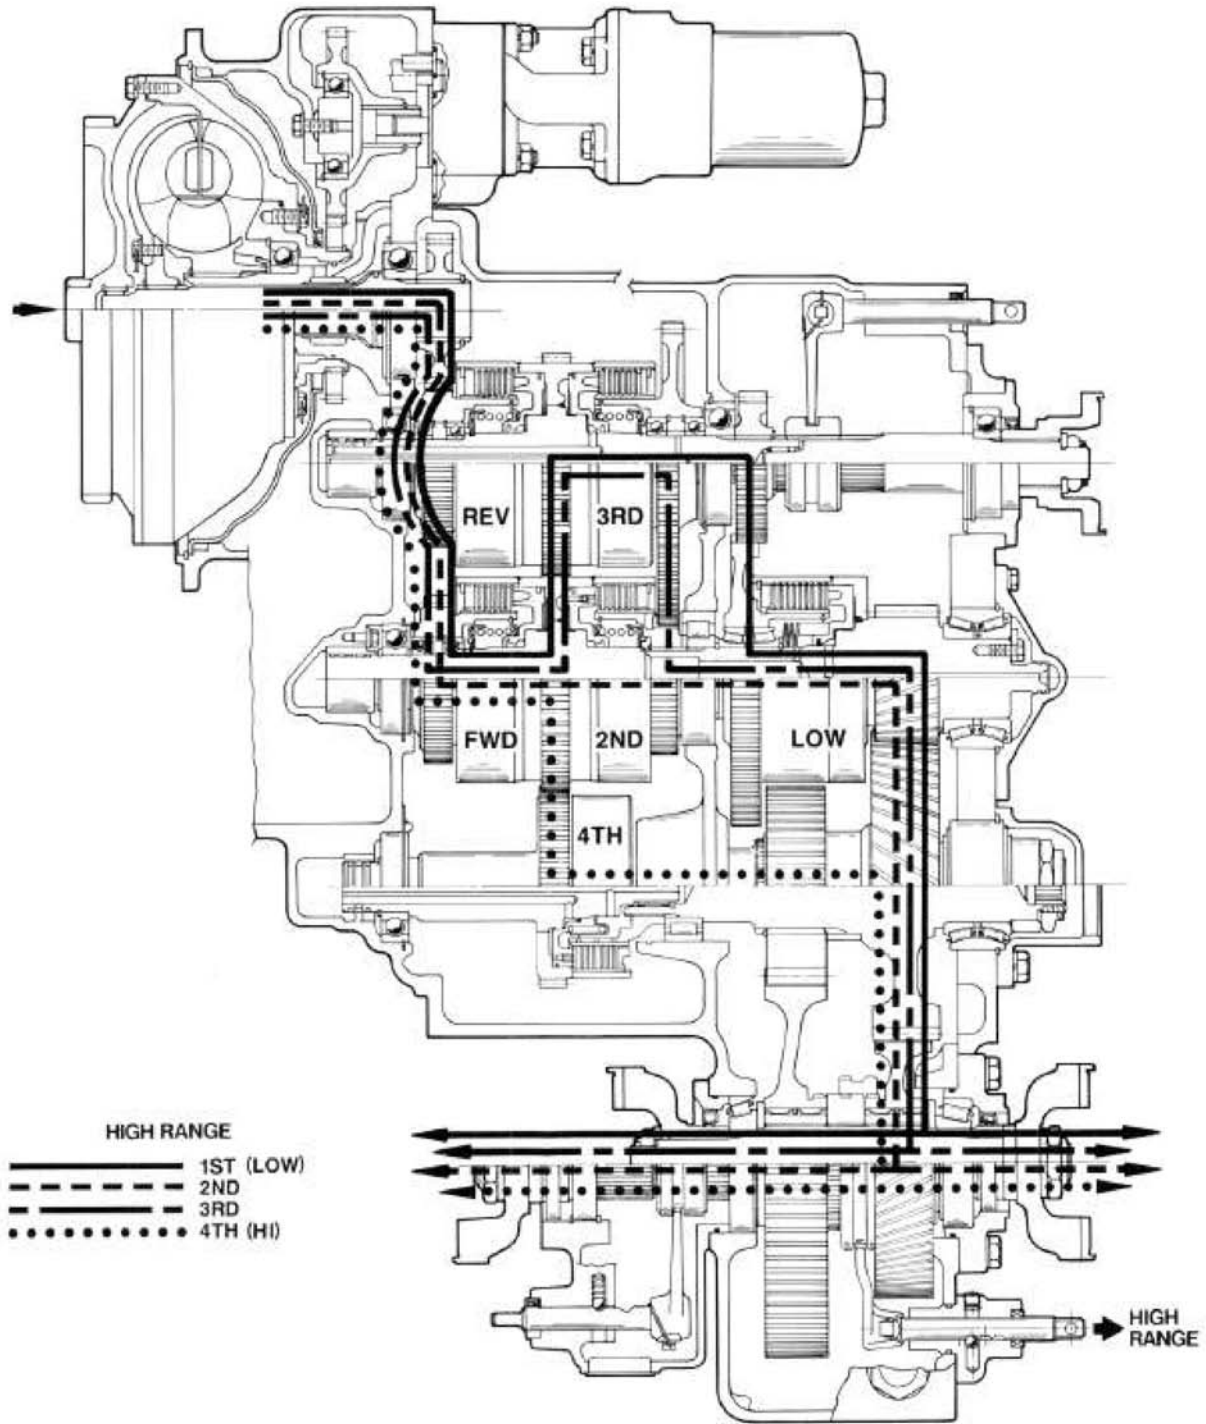 REV
3RD
FWD
2ND
LOW
4TH
HIGH RANGE
1ST (LOW)
2ND
3RD
4TH (HI)
HIGH
RANGE